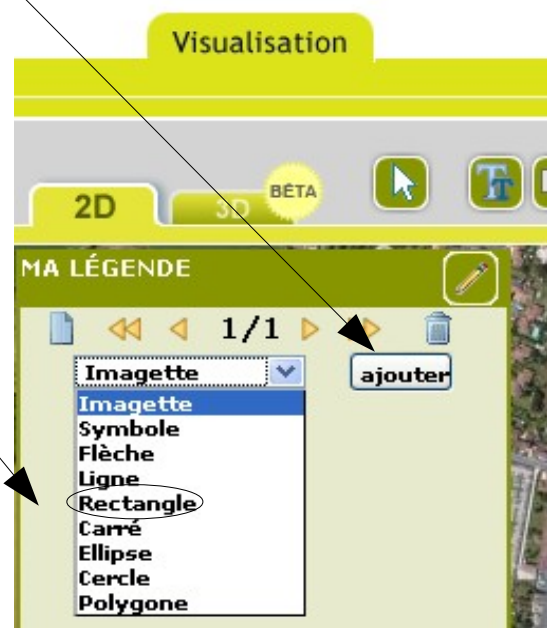 Visualisation
2D
3D
BÊTA
MA LÉGENDE
1/1
Imagette
ajouter
Imagette
Symbole
Flèche
Ligne
Rectangle
Carré
Ellipse
Cercle
Polygone